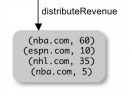 distributeRevenue
(nba.com, 60)
(espn.com, 10)
(nhl.com, 35)
(nba.com, 5)